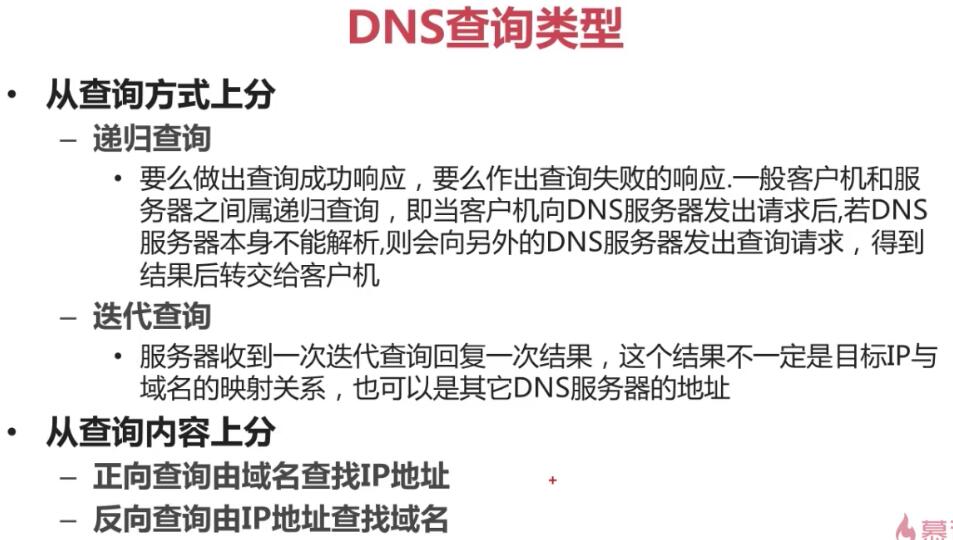 DNS查询类型
• 从查询方式上分
– 递归查询
• 要么做出查询成功响应，要么作出查询失败的响应.一般客户机和服
务器之间属递归查询，即当客户机向DNS服务器发出请求后,若DNS
服务器本身不能解析,则会向另外的DNS服务器发出查询请求，得到
结果后转交给客户机
– 迭代查询
• 服务器收到一次迭代查询回复一次结果，这个结果不一定是目标IP与
域名的映射关系，也可以是其它DNS服务器的地址
• 从查询内容上分
– 正向查询由域名查找IP地址
– 反向查询由IP地址查找域名
慕